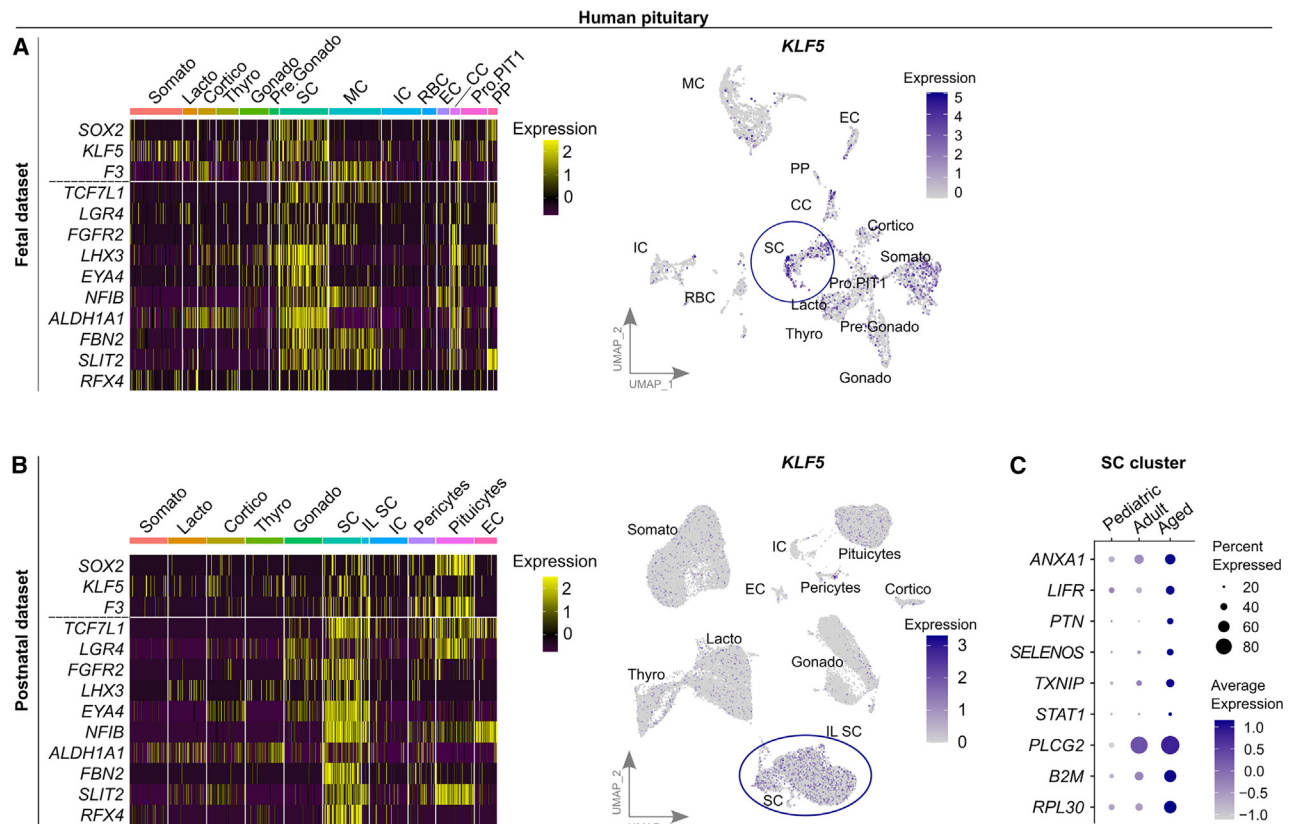 Human pituitary
A
Somato
Lacto
Cortico
Thyro
Gonado
Pre.Gonado
SC
MC
IC
RBC
EC
CC
Pro.PIT1
PP
Fetal dataset
SOX2
KLF5
F3
TCF7L1
LGR4
FGFR2
LHX3
EYA4
NFIB
ALDH1A1
FBN2
SLIT2
RFX4
Expression
2
1
0
KLF5
MC
EC
PP
CC
Cortico
SC
Somato
IC
Pro.PIT1
RBC
Lacto
Thyro
Pre.Gonado
Gonado
UMAP_2
UMAP_1
Expression
5
4
3
2
1
0
B
Somato
Lacto
Cortico
Thyro
Gonado
SC
IL SC
IC
Pericytes
Pituicytes
EC
Postnatal dataset
SOX2
KLF5
F3
TCF7L1
LGR4
FGFR2
LHX3
EYA4
NFIB
ALDH1A1
FBN2
SLIT2
RFX4
Expression
2
1
0
KLF5
Somato
IC
Pituicytes
Pericytes
EC
Cortico
Lacto
Gonado
Thyro
IL SC
SC
UMAP_2
Expression
3
2
1
0
C
SC cluster
Pediatric
Adult
Aged
ANXA1
LIFR
PTN
SELENOS
TXNIP
STAT1
PLCG2
B2M
RPL30
Percent
Expressed
20
40
60
80
Average
Expression
1.0
0.5
0.0
−0.5
−1.0